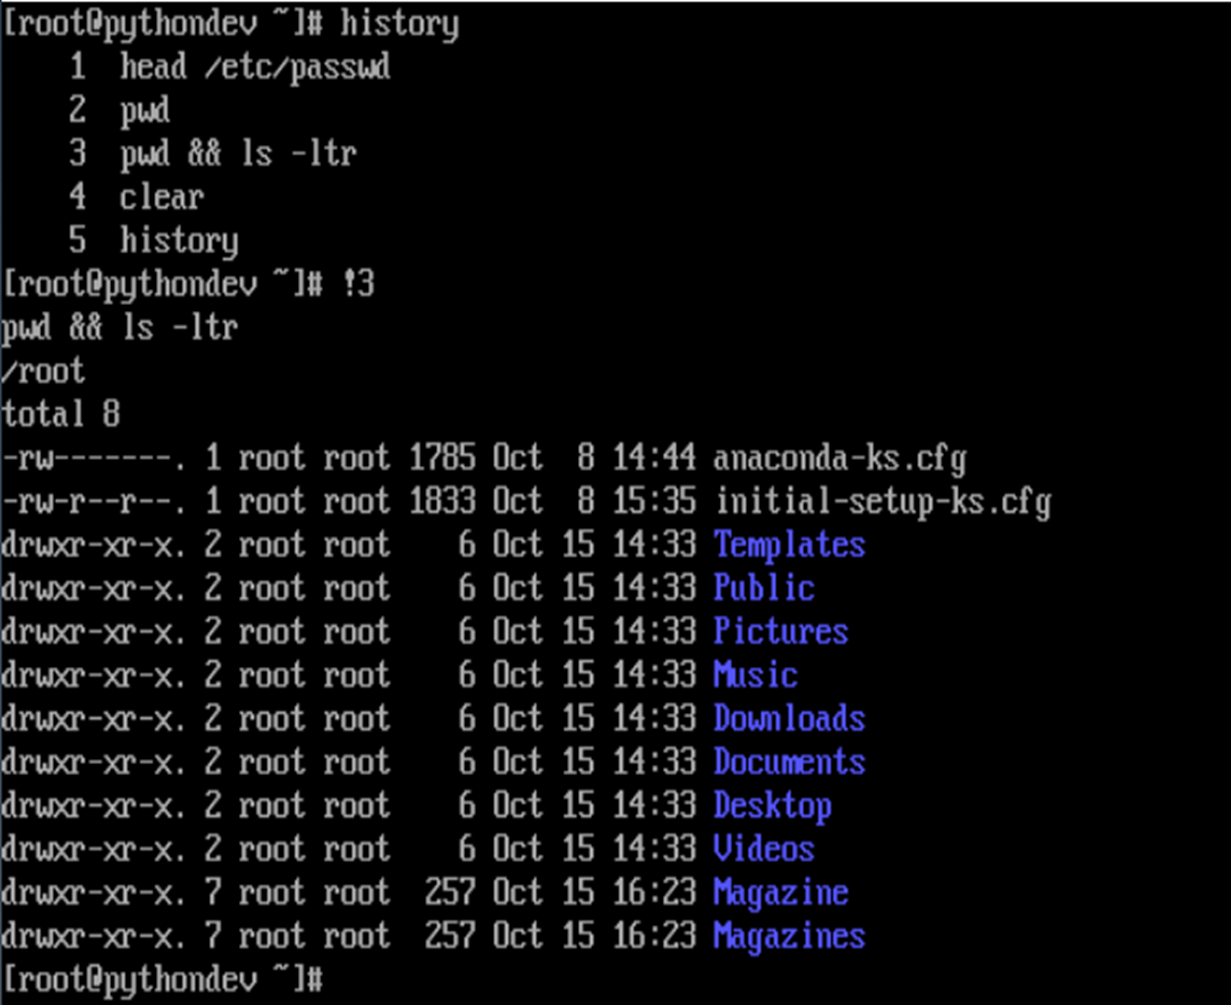 [root@pythondev ~]# history
    1  head /etc/passwd
    2  pwd
    3  pwd && ls -ltr
    4  clear
    5  history
[root@pythondev ~]# !3
pwd && ls -ltr
/root
total 8
-rw-------. 1 root root 1785 Oct  8 14:44 anaconda-ks.cfg
-rw-r--r--. 1 root root 1833 Oct  8 15:35 initial-setup-ks.cfg
drwxr-xr-x. 2 root root    6 Oct 15 14:33 Templates
drwxr-xr-x. 2 root root    6 Oct 15 14:33 Public
drwxr-xr-x. 2 root root    6 Oct 15 14:33 Pictures
drwxr-xr-x. 2 root root    6 Oct 15 14:33 Music
drwxr-xr-x. 2 root root    6 Oct 15 14:33 Downloads
drwxr-xr-x. 2 root root    6 Oct 15 14:33 Documents
drwxr-xr-x. 2 root root    6 Oct 15 14:33 Desktop
drwxr-xr-x. 2 root root    6 Oct 15 14:33 Videos
drwxr-xr-x. 7 root root  257 Oct 15 16:23 Magazine
drwxr-xr-x. 7 root root  257 Oct 15 16:23 Magazines
[root@pythondev ~]#